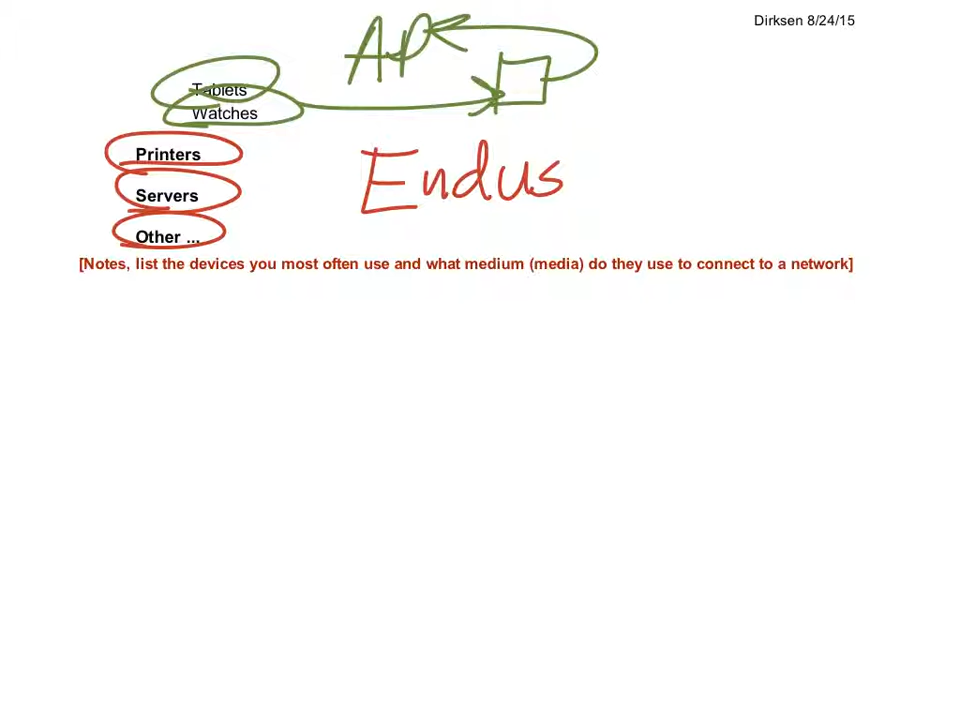 Dirksen 8/24/15
AP
Tablets
Watches
Printers
Endus
Servers
Other ...
[Notes, list the devices you most often use and what medium (media) do they use to connect to a network]